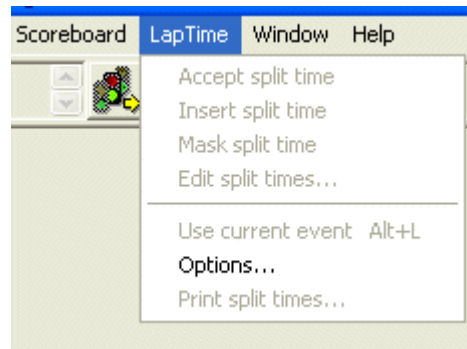 Scoreboard LapTime Window Help
Accept split time
Insert split time
Mask split time
Edit split times...
Use current event Alt+L
Options...
Print split times...